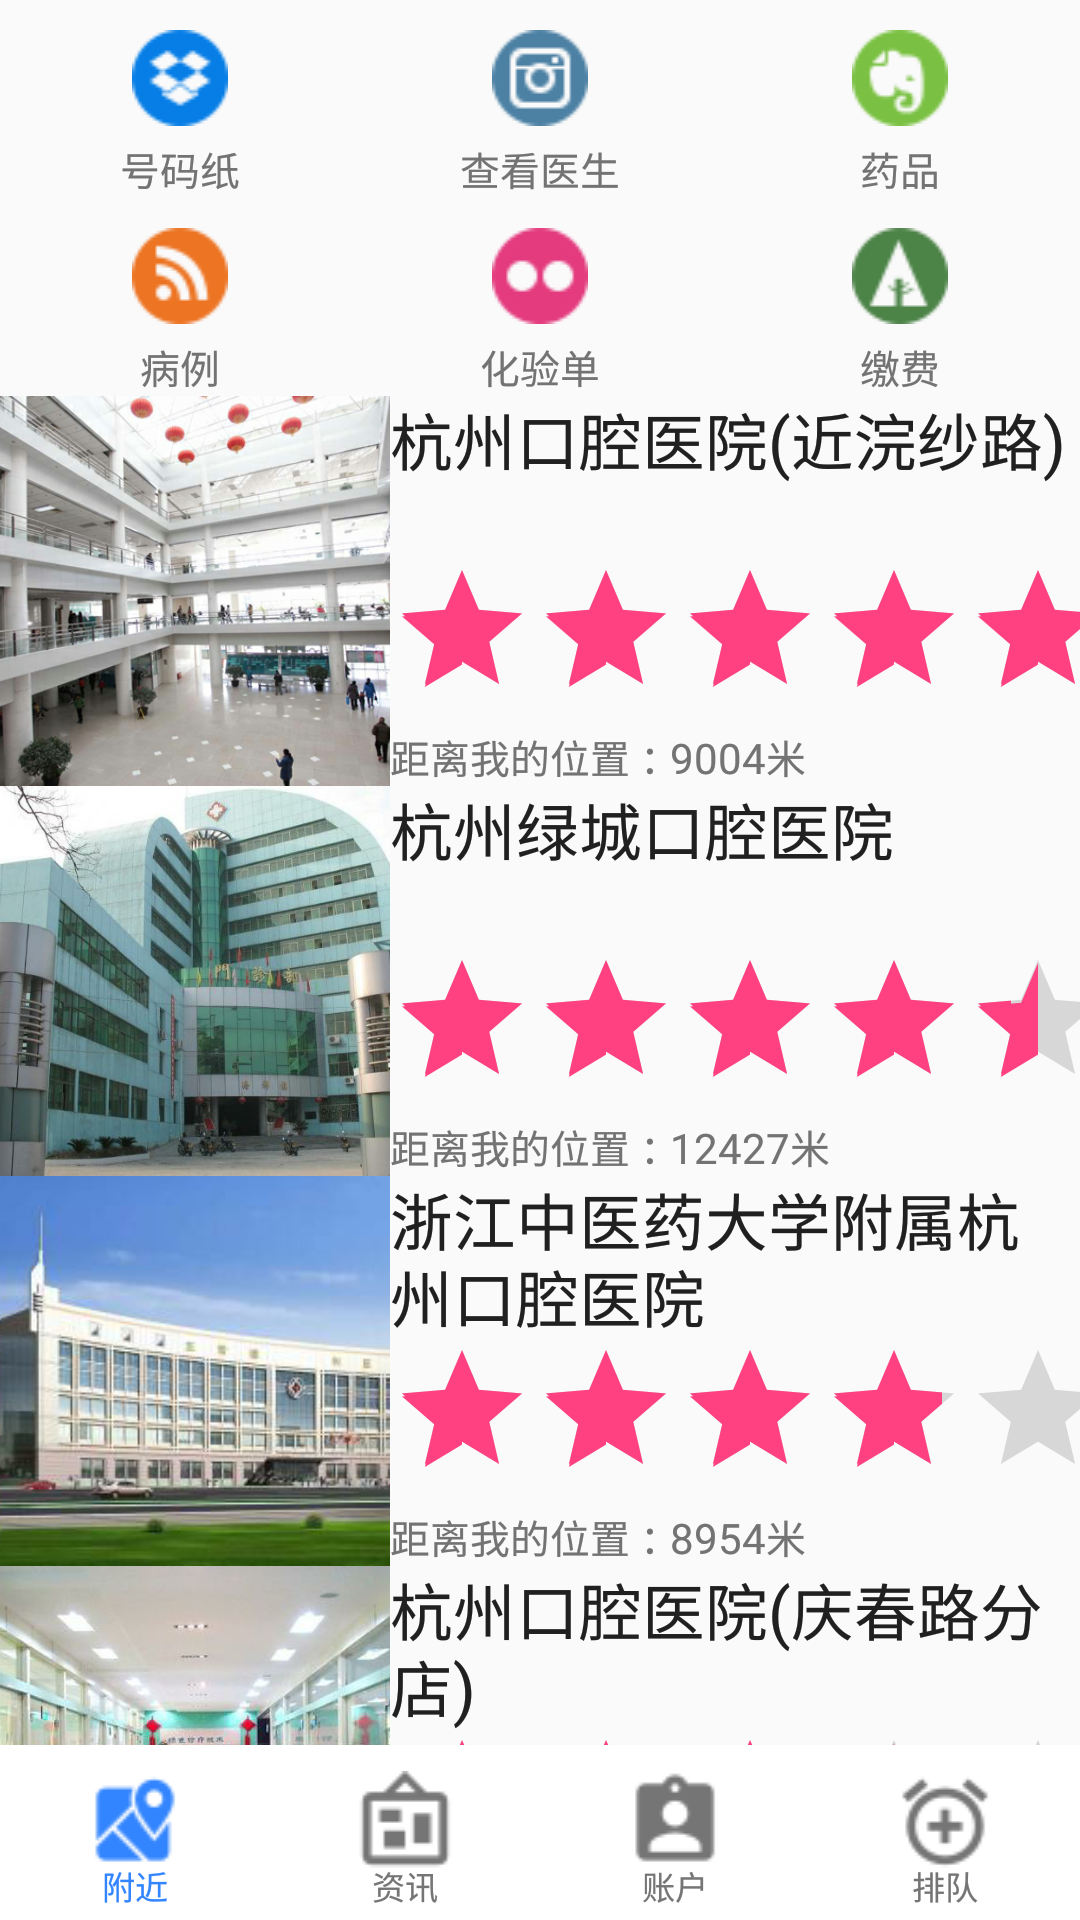 号码纸
查看医生
药品
病例
化验单
缴费
杭州口腔医院(近浣纱路)
距离我的位置：9004米
杭州绿城口腔医院
距离我的位置：12427米
浙江中医药大学附属杭
州口腔医院
距离我的位置：8954米
杭州口腔医院(庆春路分
店)
附近
资讯
账户
排队